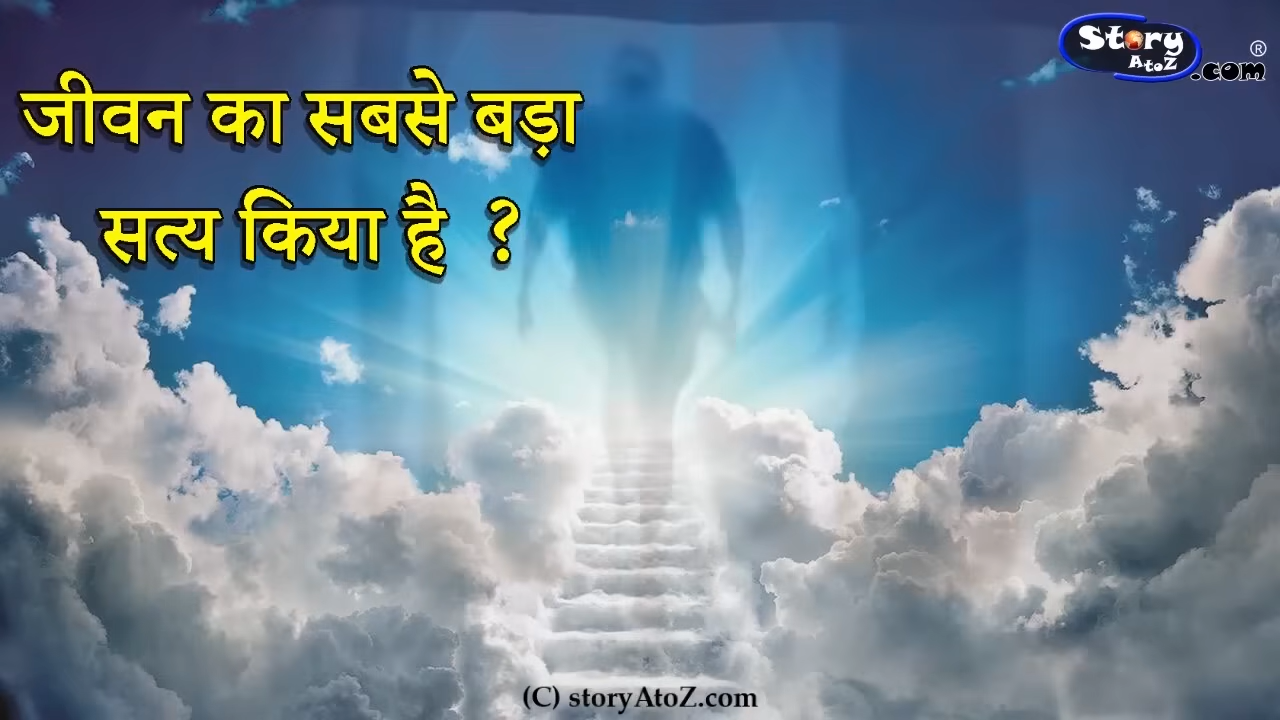 जीवन का सबसे बड़ा
सत्य किया है ?
Story
AtoZ
.com
®
(C) storyAtoZ.com